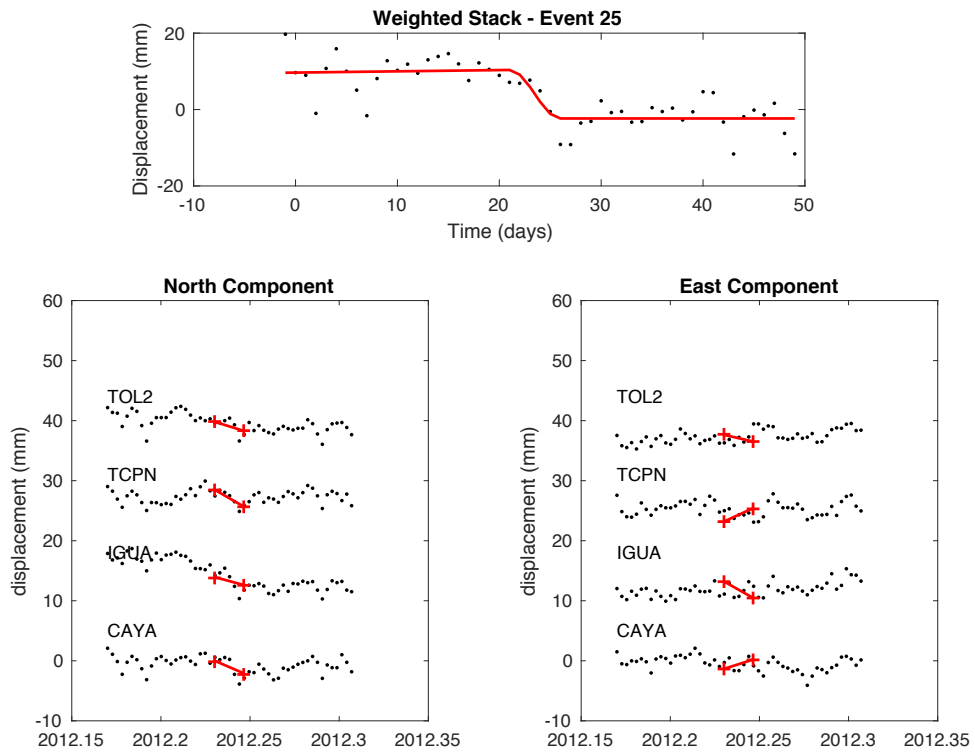 Weighted Stack - Event 25
Displacement (mm)
20
0
-20
-10 0 10 20 30 40 50
Time (days)
North Component
displacement (mm)
60
50
40
30
20
10
0
-10
TOL2
TCPN
IGUA
CAYA
2012.15 2012.2 2012.25 2012.3 2012.35
East Component
displacement (mm)
60
50
40
30
20
10
0
-10
TOL2
TCPN
IGUA
CAYA
2012.15 2012.2 2012.25 2012.3 2012.35